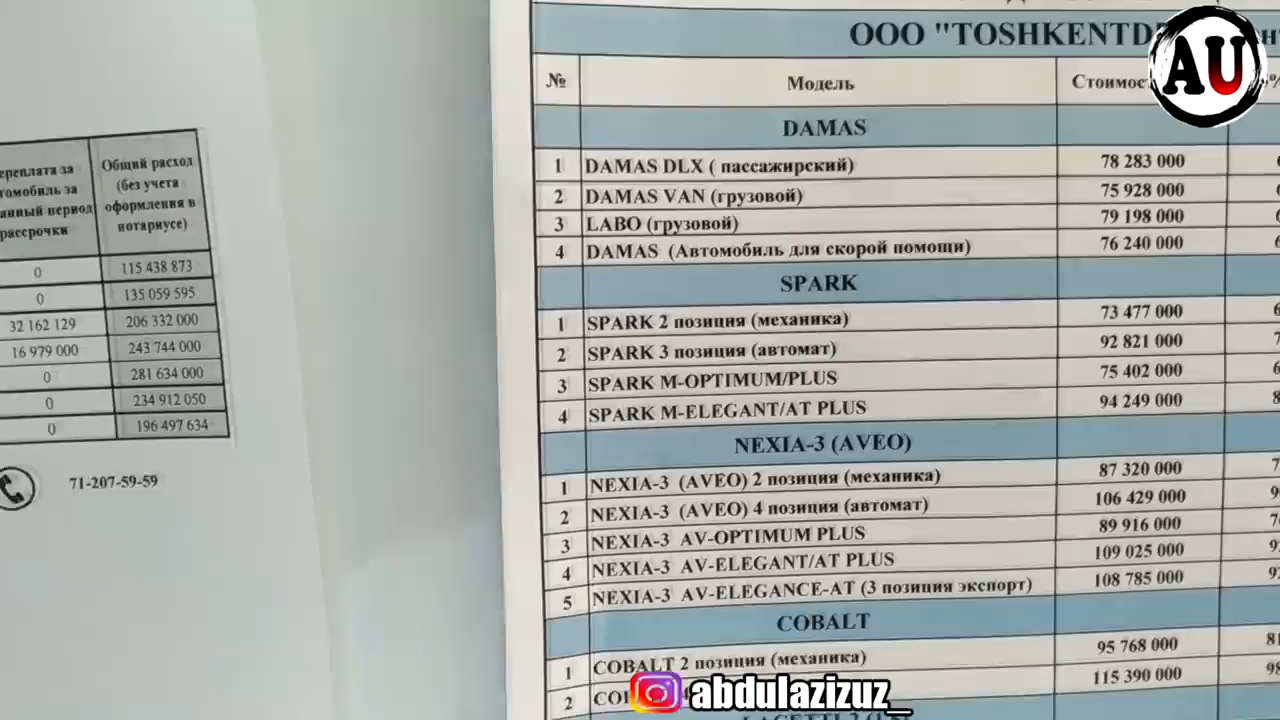 ООО "TOSHKENTD
AU
№ Модель
DAMAS
1 DAMAS DLX ( пассажирский) 78 283 000
2 DAMAS VAN (грузовой) 75 928 000
3 LABO (грузовой) 79 198 000
4 DAMAS (Автомобиль для скорой помощи) 76 240 000
SPARK
1 SPARK 2 позиция (механика) 73 477 000
2 SPARK 3 позиция (автомат) 92 821 000
3 SPARK M-OPTIMUM/PLUS 75 402 000
4 SPARK M-ELEGANT/AT PLUS 94 249 000
NEXIA-3 (AVEO)
1 NEXIA-3 (AVEO) 2 позиция (механика) 87 320 000
2 NEXIA-3 (AVEO) 4 позиция (автомат) 106 429 000
3 NEXIA-3 AV-OPTIMUM PLUS 89 916 000
4 NEXIA-3 AV-ELEGANT/AT PLUS 109 025 000
5 NEXIA-3 AV-ELEGANCE-AT (3 позиция экспорт) 108 785 000
COBALT
1 COBALT 2 позиция (механика) 95 768 000
2 115 390 000
за Общий расход
за (без учета
период оформления в
рассрочки нотариусе)
0 115 438 873
0 135 059 595
32 162 129 206 332 000
16 979 000 243 744 000
0 281 634 000
0 234 912 050
0 196 497 634
71-207-59-59
abdulazizuz_